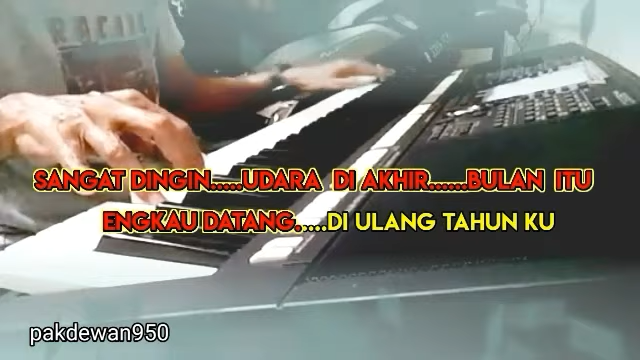 SANGAT DINGIN.....UDARA DI AKHIR......BULAN ITU
ENGKAU DATANG.....DI ULANG TAHUN KU
pakdewan950